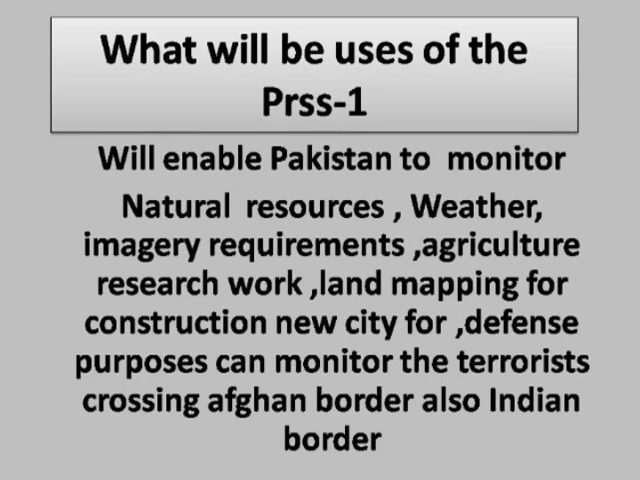 What will be uses of the
Prss-1
Will enable Pakistan to monitor
Natural resources , Weather,
imagery requirements ,agriculture
research work ,land mapping for
construction new city for ,defense
purposes can monitor the terrorists
crossing afghan border also Indian
border